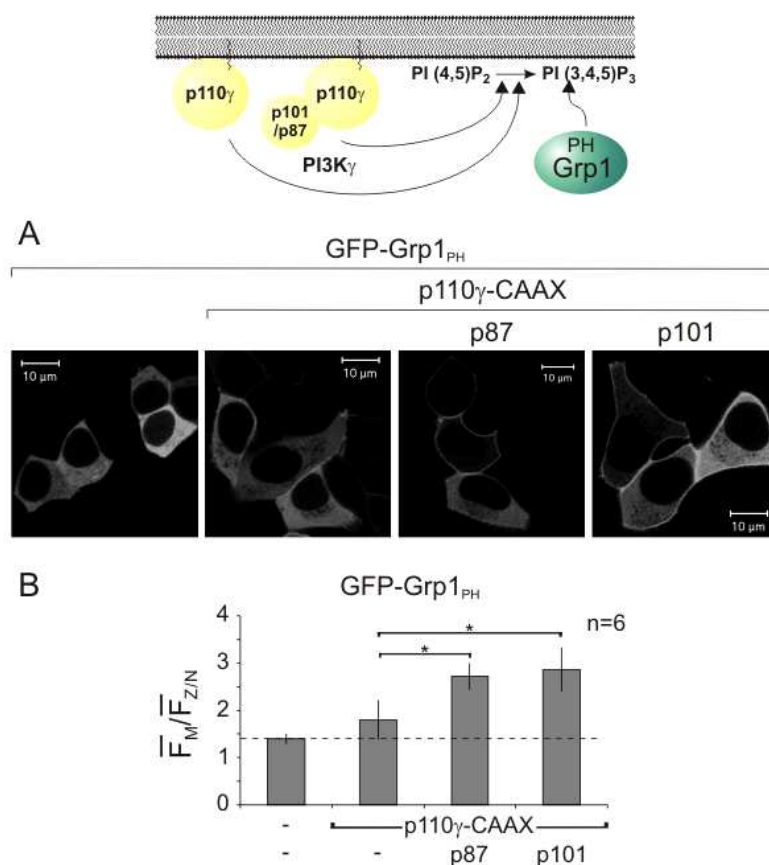 p110γ
p110γ
p101
/p87
PI3Kγ
PI (4,5)P₂
PI (3,4,5)P₃
PH
Grp1
A
GFP-Grp1PH
p110γ-CAAX
p87 p101
10 µm 10 µm 10 µm 10 µm
B
GFP-Grp1PH
n=6
* *
F̅M/F̅Z/N
4
3
2
1
0
- p110γ-CAAX
- - p87 p101